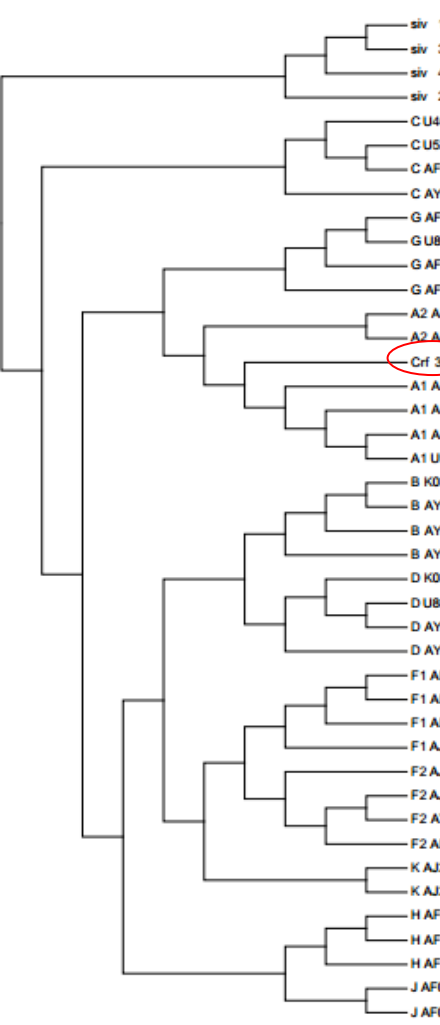 siv
siv
siv
siv
C U4
C U5
C AF
C AY
G AF
G U8
G AF
G AF
A2 A
A2 A
Crf 3
A1 A
A1 A
A1 A
A1 U
B K0
B AY
B AY
B AY
D K0
D U8
D AY
D AY
F1 A
F1 A
F1 A
F1 A
F2 A
F2 A
F2 A
F2 A
K AJ
K AJ
H AF
H AF
H AF
J AF
J AF